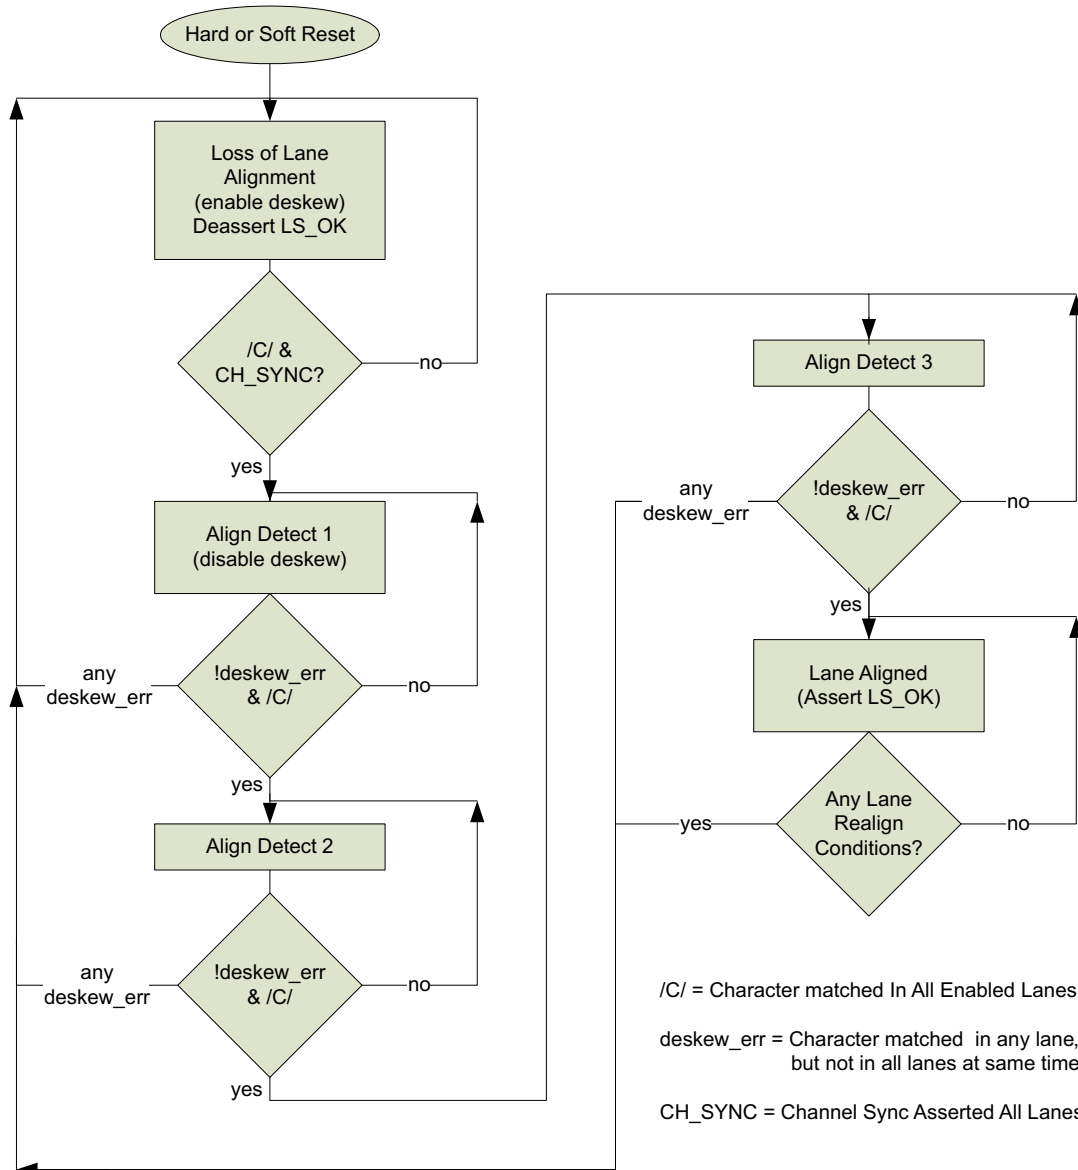 Hard or Soft Reset
Loss of Lane
Alignment
(enable deskew)
Deassert LS_OK
/C/ &
CH_SYNC?
no
yes
Align Detect 1
(disable deskew)
any
deskew_err
!deskew_err
& /C/
no
yes
Align Detect 2
any
deskew_err
!deskew_err
& /C/
no
yes
Align Detect 3
any
deskew_err
!deskew_err
& /C/
no
yes
Lane Aligned
(Assert LS_OK)
yes
Any Lane
Realign
Conditions?
no
/C/ = Character matched In All Enabled Lanes
deskew_err = Character matched in any lane,
but not in all lanes at same time
CH_SYNC = Channel Sync Asserted All Lanes